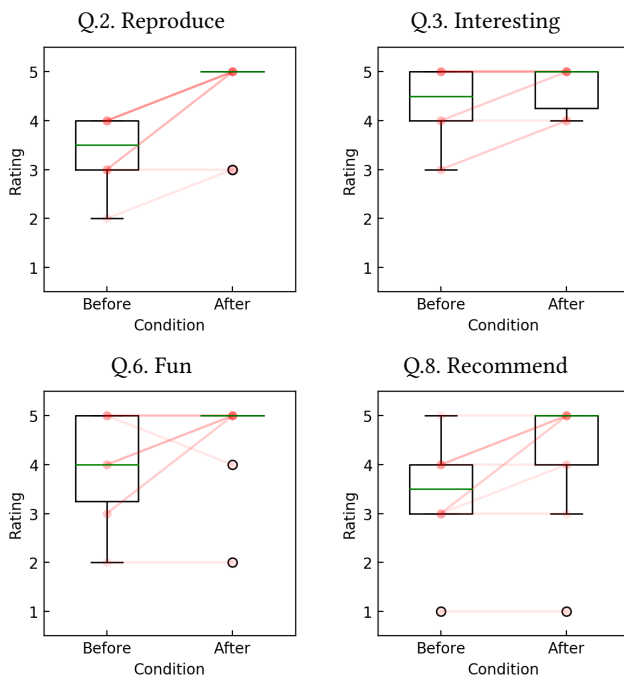 Q.2. Reproduce
5
4
3
2
1
Rating
Before
After
Condition
Q.3. Interesting
5
4
3
2
1
Rating
Before
After
Condition
Q.6. Fun
5
4
3
2
1
Rating
Before
After
Condition
Q.8. Recommend
5
4
3
2
1
Rating
Before
After
Condition